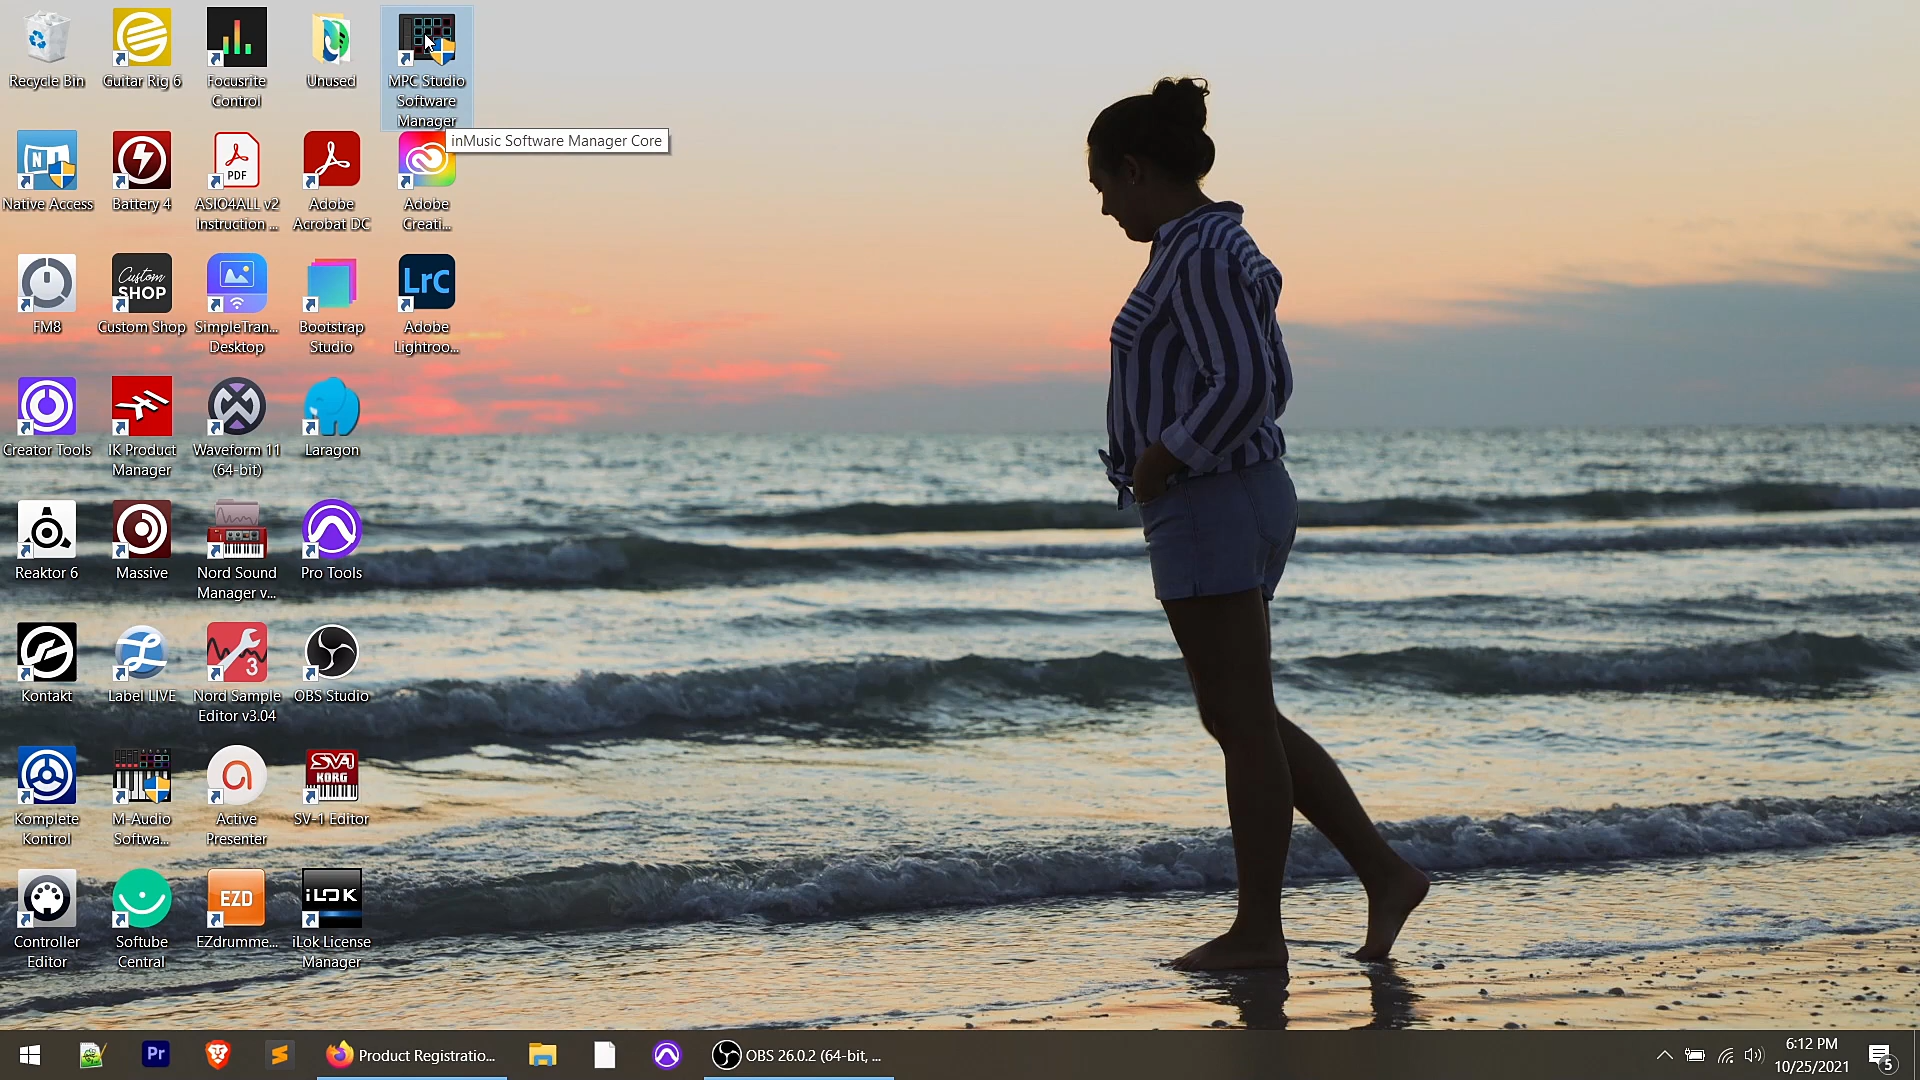 Recycle Bin
Guitar Rig 6
Focusrite
Control
Unused
MPC Studio
Software
Manager
inMusic Software Manager Core
Native Access
Battery 4
PDF
ASIO4ALL v2
Instruction ...
Adobe
Acrobat DC
Adobe
Creati...
FM8
Custom
SHOP
Custom Shop
SimpleTran...
Desktop
Bootstrap
Studio
LrC
Adobe
Lightroo...
Creator Tools
IK Product
Manager
Waveform 11
(64-bit)
Laragon
Reaktor 6
Massive
Nord Sound
Manager v...
Pro Tools
Kontakt
Label LIVE
3
Nord Sample
Editor v3.04
OBS Studio
Komplete
Kontrol
M-Audio
Softwa...
Active
Presenter
SV-1
KORG
SV-1 Editor
Controller
Editor
Softube
Central
EZD
EZdrumme...
iLOK
iLok License
Manager
Pr
Product Registratio...
OBS 26.0.2 (64-bit, ...
6:12 PM
10/25/2021
5